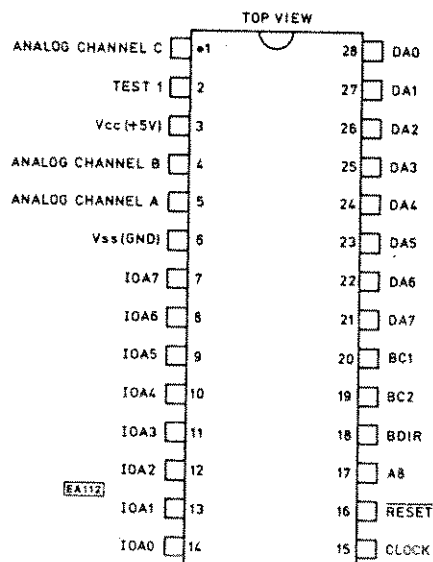 TOP VIEW
ANALOG CHANNEL C •1 28 DA0
TEST 1 2 27 DA1
Vcc(+5V) 3 26 DA2
ANALOG CHANNEL B 4 25 DA3
ANALOG CHANNEL A 5 24 DA4
Vss(GND) 6 23 DA5
IOA7 7 22 DA6
IOA6 8 21 DA7
IOA5 9 20 BC1
IOA4 10 19 BC2
IOA3 11 18 BDIR
IOA2 12 17 A8
EA112
IOA1 13 16 RESET
IOA0 14 15 CLOCK